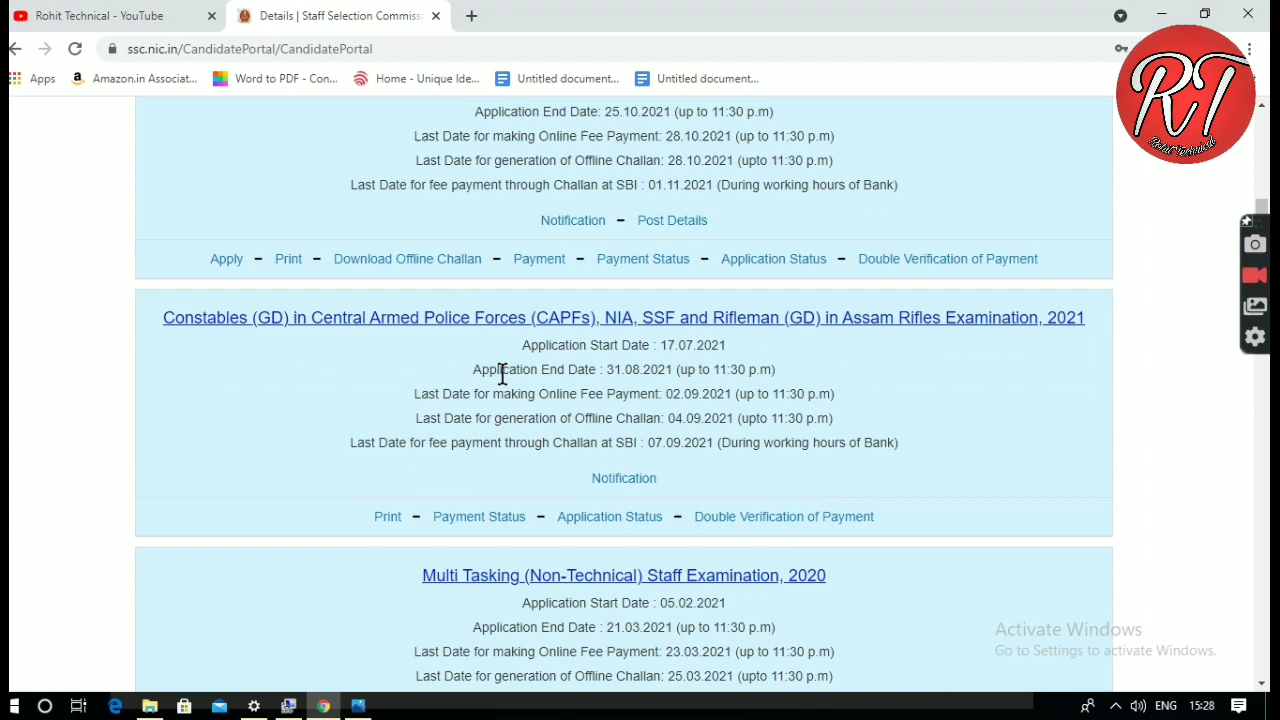 Rohit Technical - YouTube
Details | Staff Selection Commiss
ssc.nic.in/CandidatePortal/CandidatePortal
Apps
Amazon.in Associat...
Word to PDF - Con...
Home - Unique Ide...
Untitled document...
Untitled document...
RT
Rohit Technical
Application End Date: 25.10.2021 (up to 11:30 p.m)
Last Date for making Online Fee Payment: 28.10.2021 (up to 11:30 p.m)
Last Date for generation of Offline Challan: 28.10.2021 (upto 11:30 p.m)
Last Date for fee payment through Challan at SBI : 01.11.2021 (During working hours of Bank)
Notification – Post Details
Apply – Print – Download Offline Challan – Payment – Payment Status – Application Status – Double Verification of Payment
Constables (GD) in Central Armed Police Forces (CAPFs), NIA, SSF and Rifleman (GD) in Assam Rifles Examination, 2021
Application Start Date : 17.07.2021
Application End Date : 31.08.2021 (up to 11:30 p.m)
Last Date for making Online Fee Payment: 02.09.2021 (up to 11:30 p.m)
Last Date for generation of Offline Challan: 04.09.2021 (upto 11:30 p.m)
Last Date for fee payment through Challan at SBI : 07.09.2021 (During working hours of Bank)
Notification
Print – Payment Status – Application Status – Double Verification of Payment
Multi Tasking (Non-Technical) Staff Examination, 2020
Application Start Date : 05.02.2021
Application End Date : 21.03.2021 (up to 11:30 p.m)
Last Date for making Online Fee Payment: 23.03.2021 (up to 11:30 p.m)
Last Date for generation of Offline Challan: 25.03.2021 (upto 11:30 p.m)
Activate Windows
Go to Settings to activate Windows.
ENG 15:28